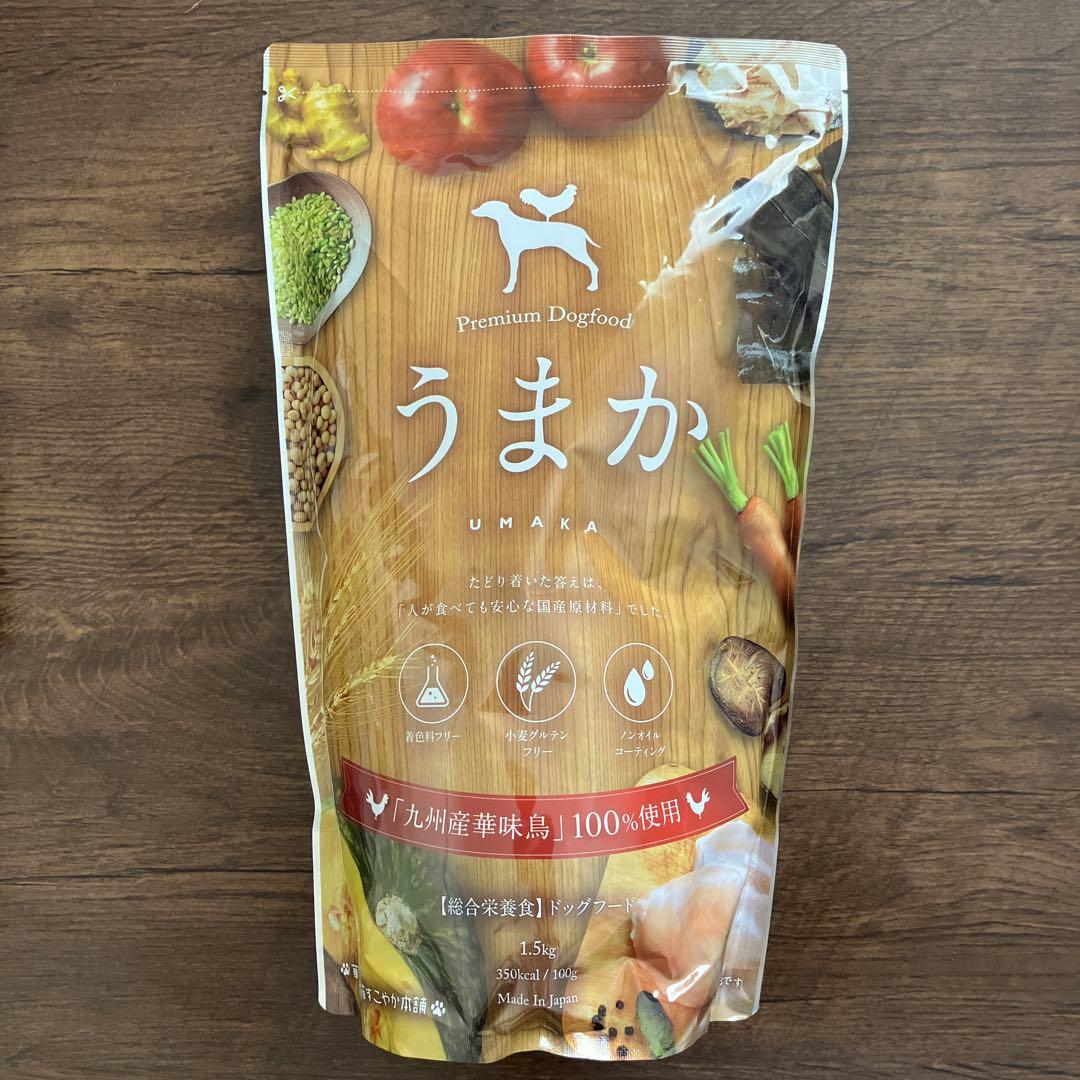 Premium Dogfood
うまか
UMAKA
たどり着いた答えは、
「人が食べても安心な国産原材料」でした。
着色料フリー
小麦グルテン
フリー
ノンオイル
コーティング
「九州産華味鳥」100%使用
【総合栄養食】ドッグフード
1.5kg
350kcal / 100g
Made In Japan
すこやか本舗
です